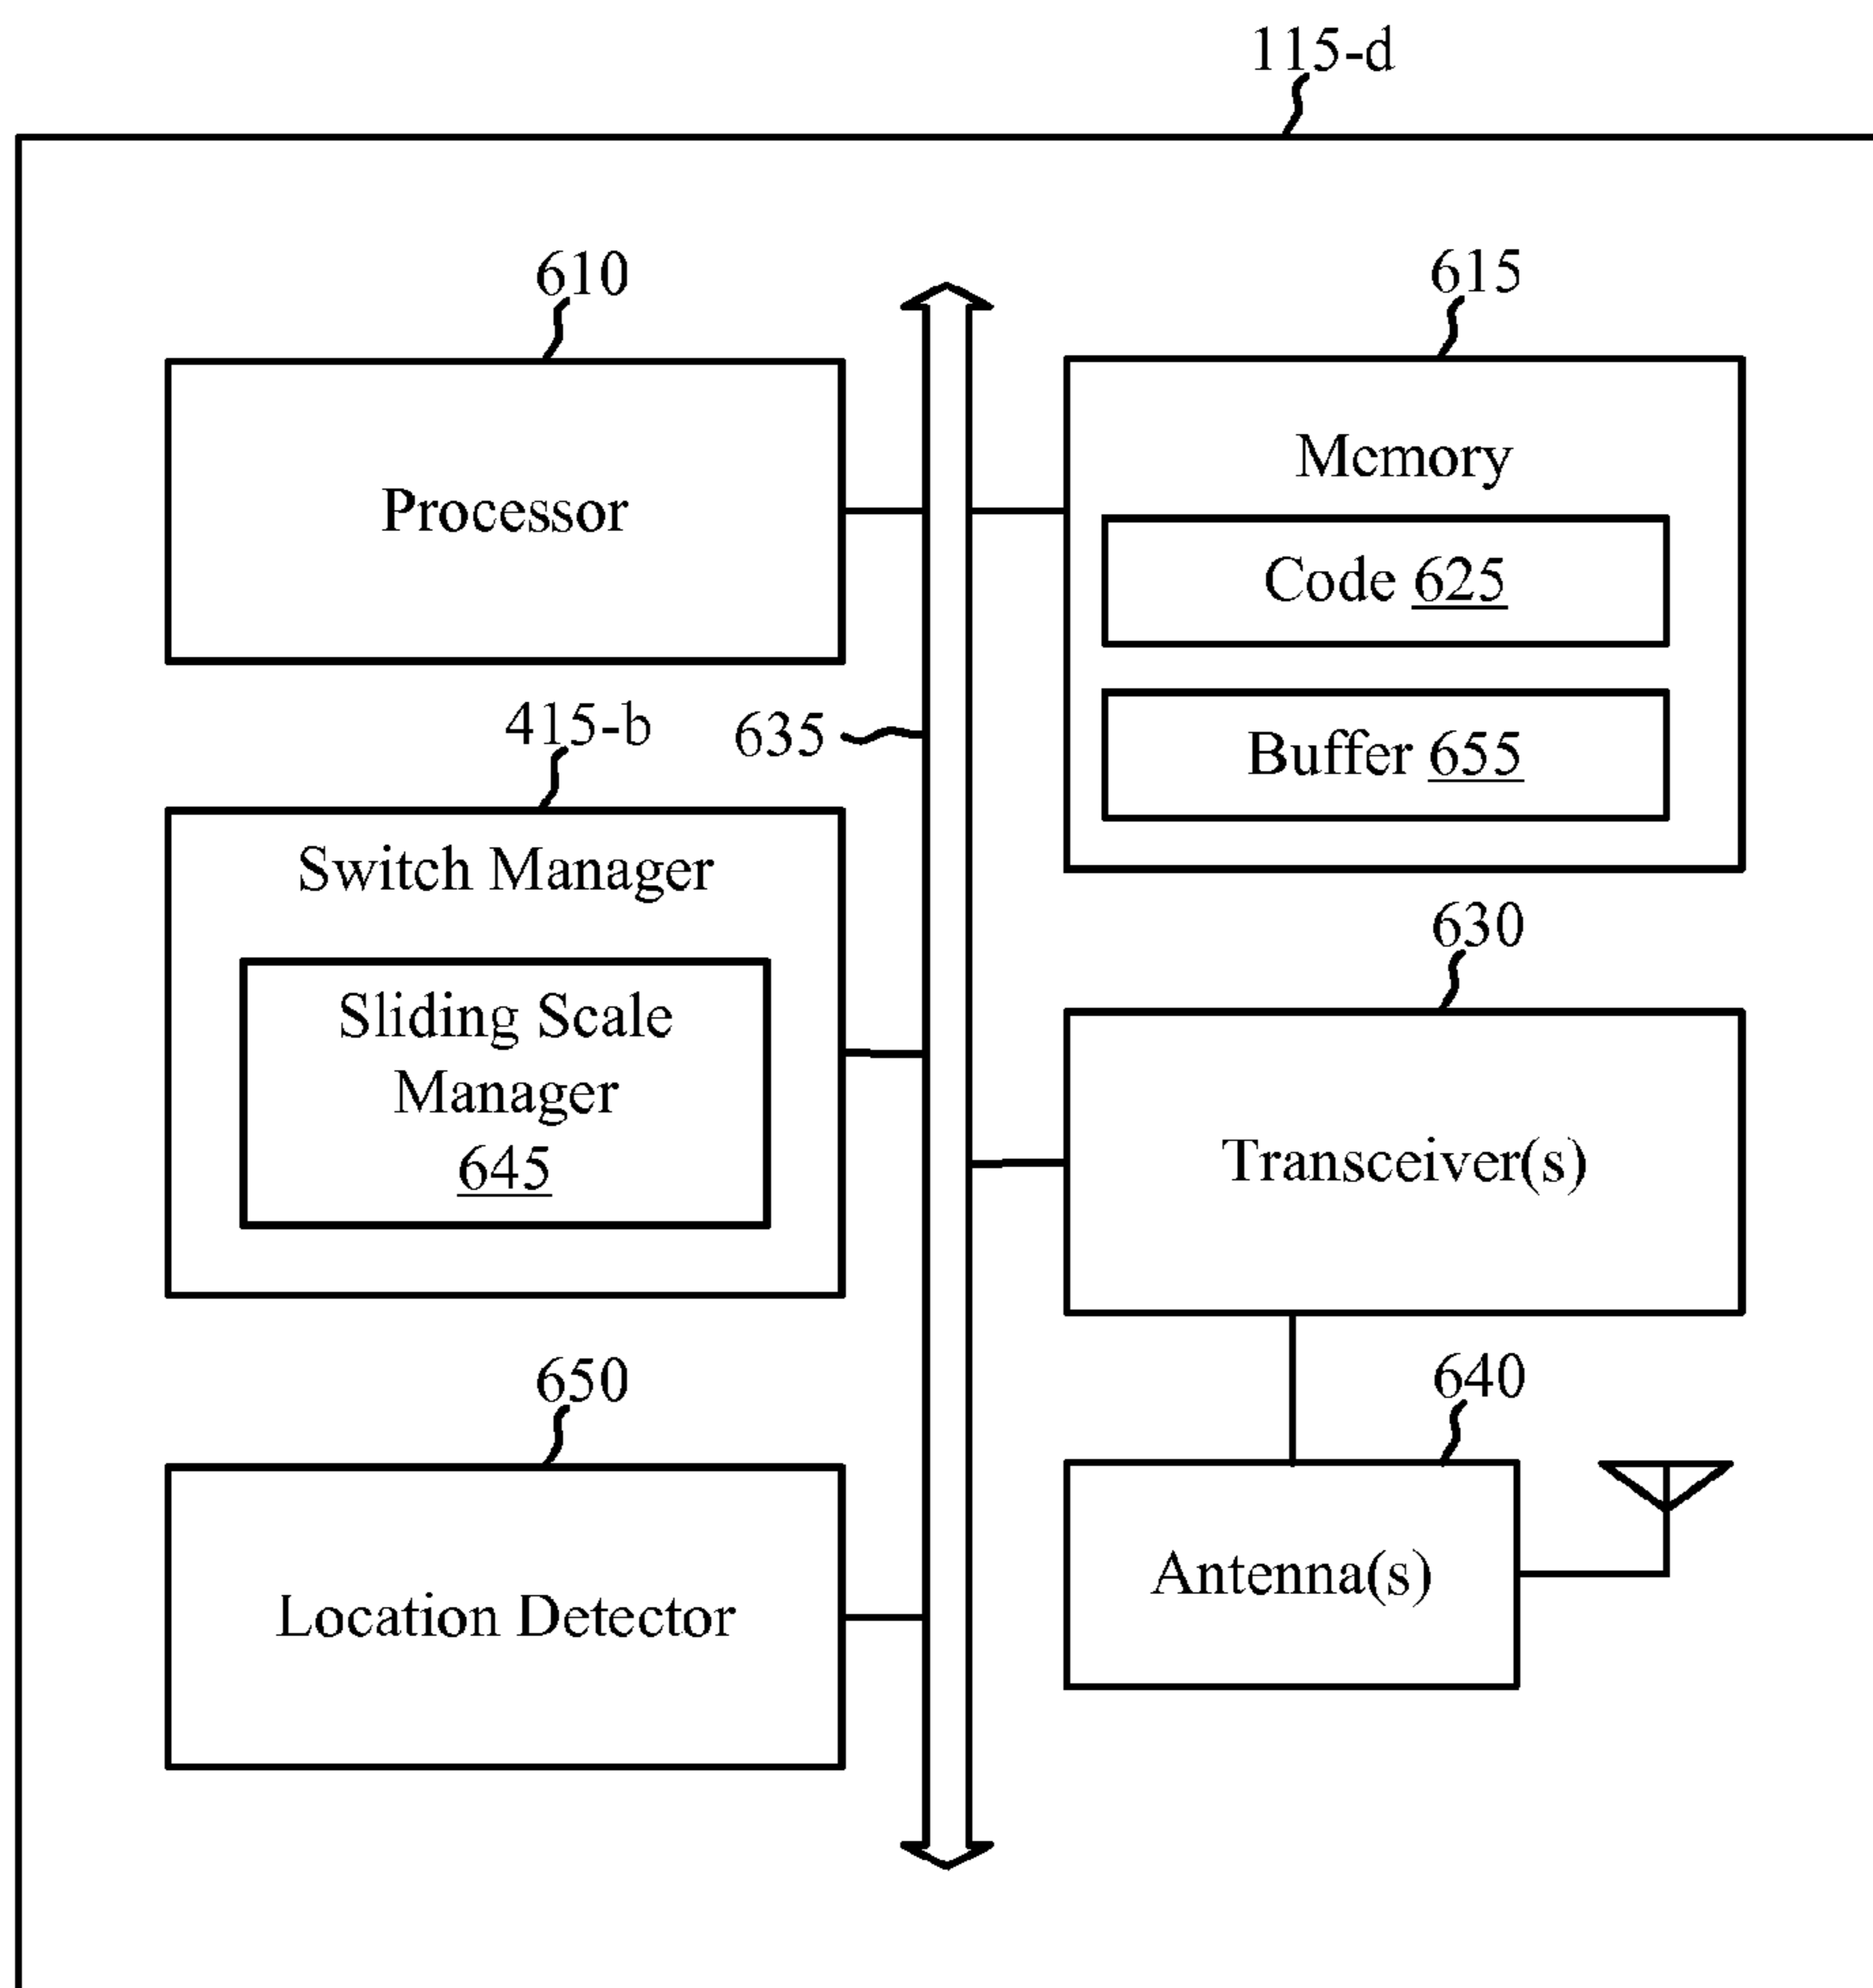 115-d
610
615
Processor
Memory
Code 625
Buffer 655
415-b
635
Switch Manager
Sliding Scale
Manager
645
630
Transceiver(s)
650
640
Location Detector
Antenna(s)